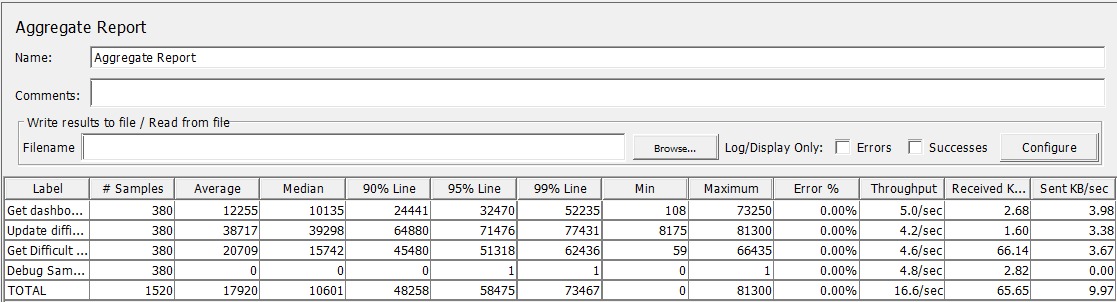 Aggregate Report
Name: Aggregate Report
Comments:
Write results to file / Read from file
Filename Browse... Log/Display Only: Errors Successes Configure
Label # Samples Average Median 90% Line 95% Line 99% Line Min Maximum Error % Throughput Received K... Sent KB/sec
Get dashbo... 380 12255 10135 24441 32470 52235 108 73250 0.00% 5.0/sec 2.68 3.98
Update diffi... 380 38717 39298 64880 71476 77431 8175 81300 0.00% 4.2/sec 1.60 3.38
Get Difficult ... 380 20709 15742 45480 51318 62436 59 66435 0.00% 4.6/sec 66.14 3.67
Debug Sam... 380 0 0 0 1 1 0 1 0.00% 4.8/sec 2.82 0.00
TOTAL 1520 17920 10601 48258 58475 73467 0 81300 0.00% 16.6/sec 65.65 9.97